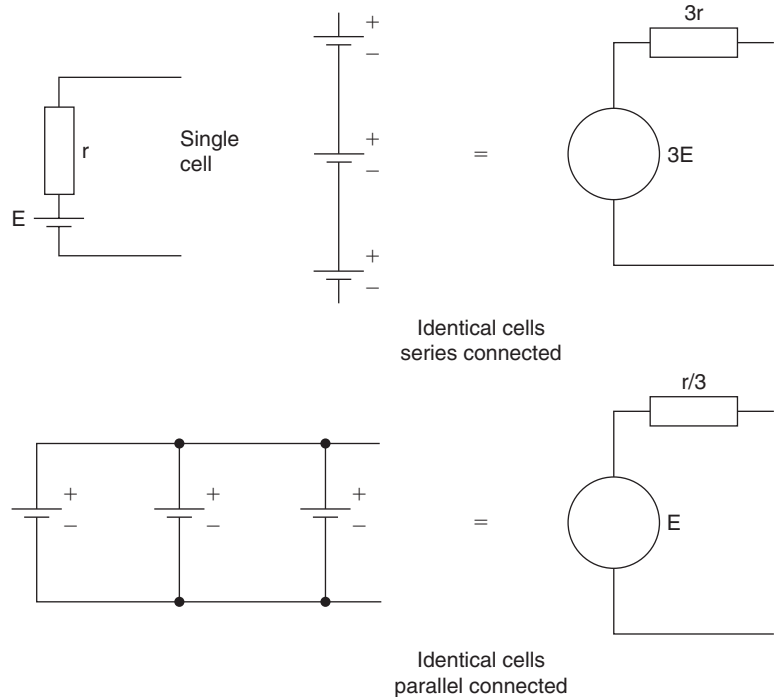 3r
+
−
r
Single
cell
+
−
=
3E
E
+
−
Identical cells
series connected
r/3
+
−
+
−
+
−
=
E
Identical cells
parallel connected